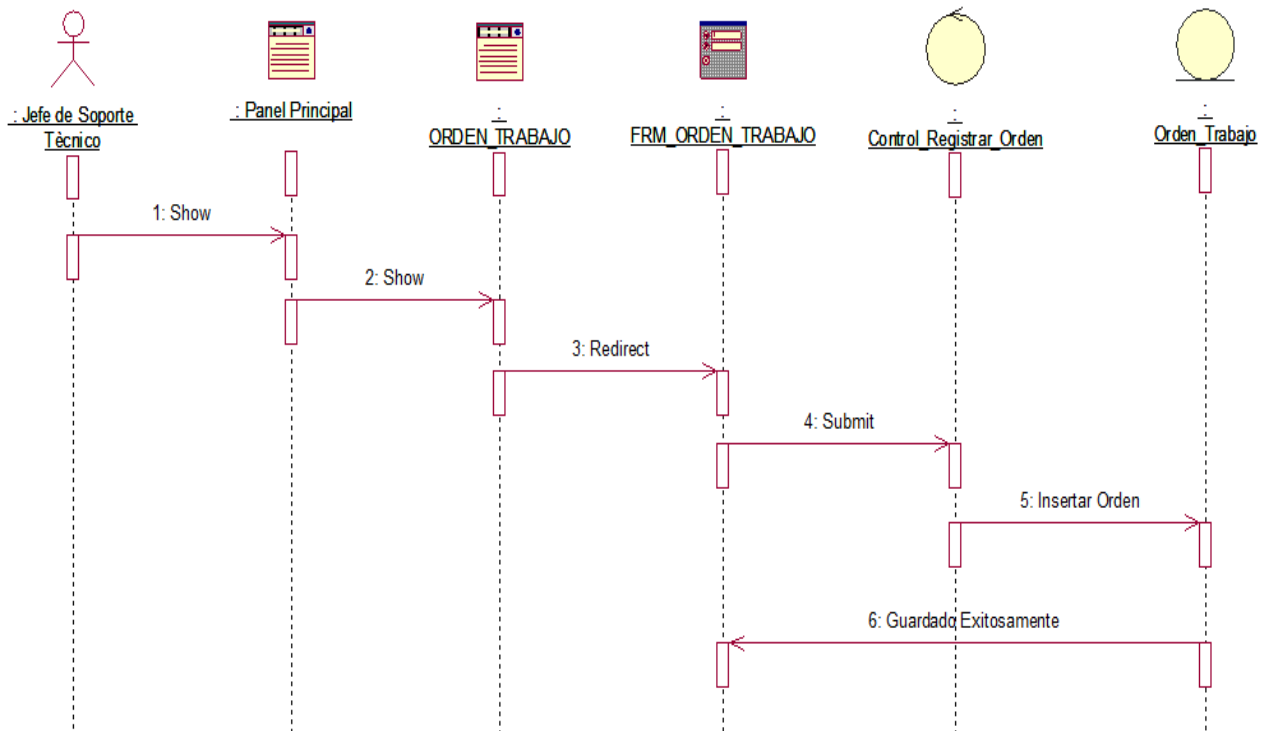 : Jefe de Soporte
Tècnico
: Panel Principal
:
ORDEN_TRABAJO
:
FRM_ORDEN_TRABAJO
:
Control_Registrar_Orden
:
Orden_Trabajo
1: Show
2: Show
3: Redirect
4: Submit
5: Insertar Orden
6: Guardado Exitosamente